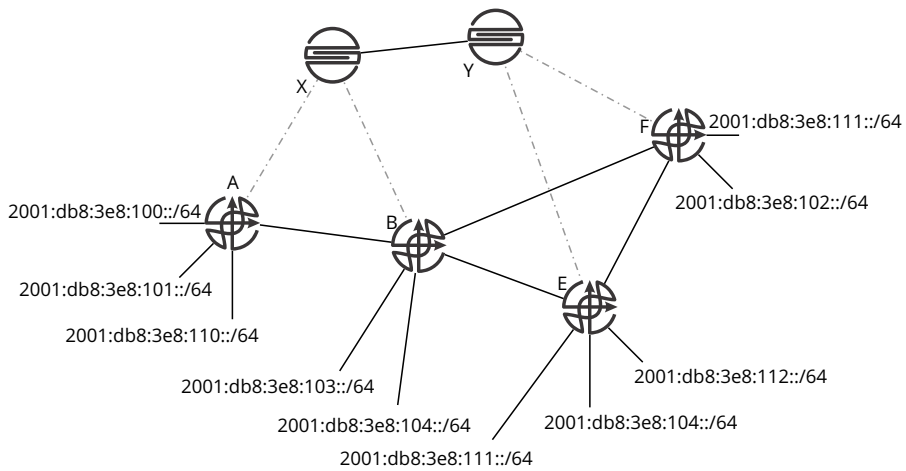 X
Y
F
2001:db8:3e8:111::/64
A
2001:db8:3e8:102::/64
2001:db8:3e8:100::/64
B
E
2001:db8:3e8:101::/64
2001:db8:3e8:110::/64
2001:db8:3e8:112::/64
2001:db8:3e8:103::/64
2001:db8:3e8:104::/64
2001:db8:3e8:104::/64
2001:db8:3e8:111::/64